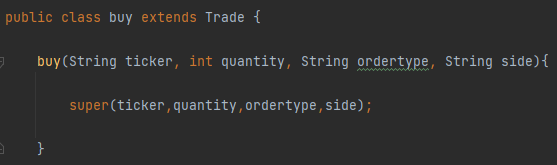 public class buy extends Trade {
buy(String ticker, int quantity, String ordertype, String side){
super(ticker,quantity,ordertype,side);
}